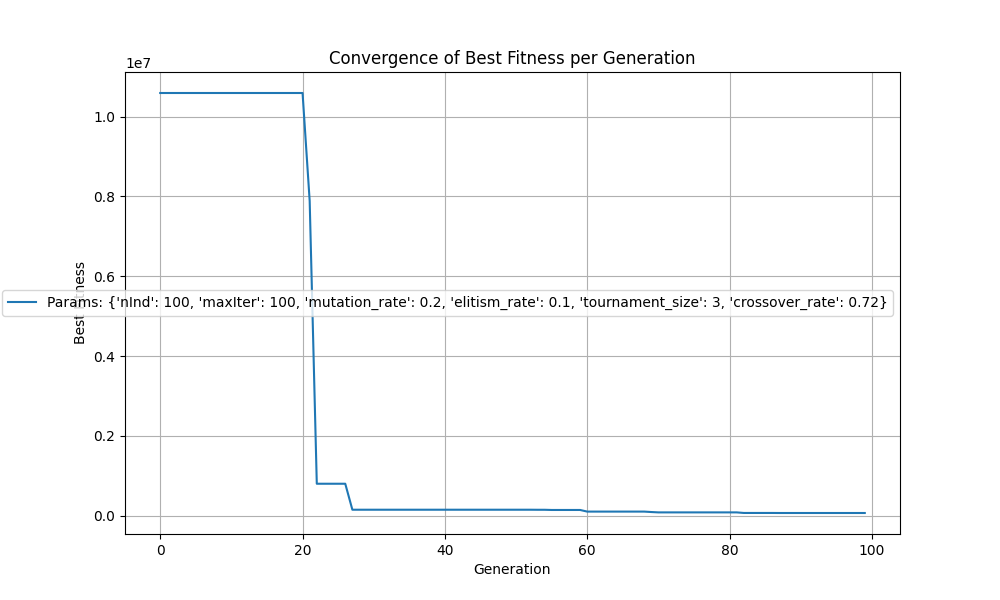 Convergence of Best Fitness per Generation
1e7
1.0
0.8
0.6
Params: {'nInd': 100, 'maxIter': 100, 'mutation_rate': 0.2, 'elitism_rate': 0.1, 'tournament_size': 3, 'crossover_rate': 0.72}
Best Fitness
0.4
0.2
0.0
0 20 40 60 80 100
Generation